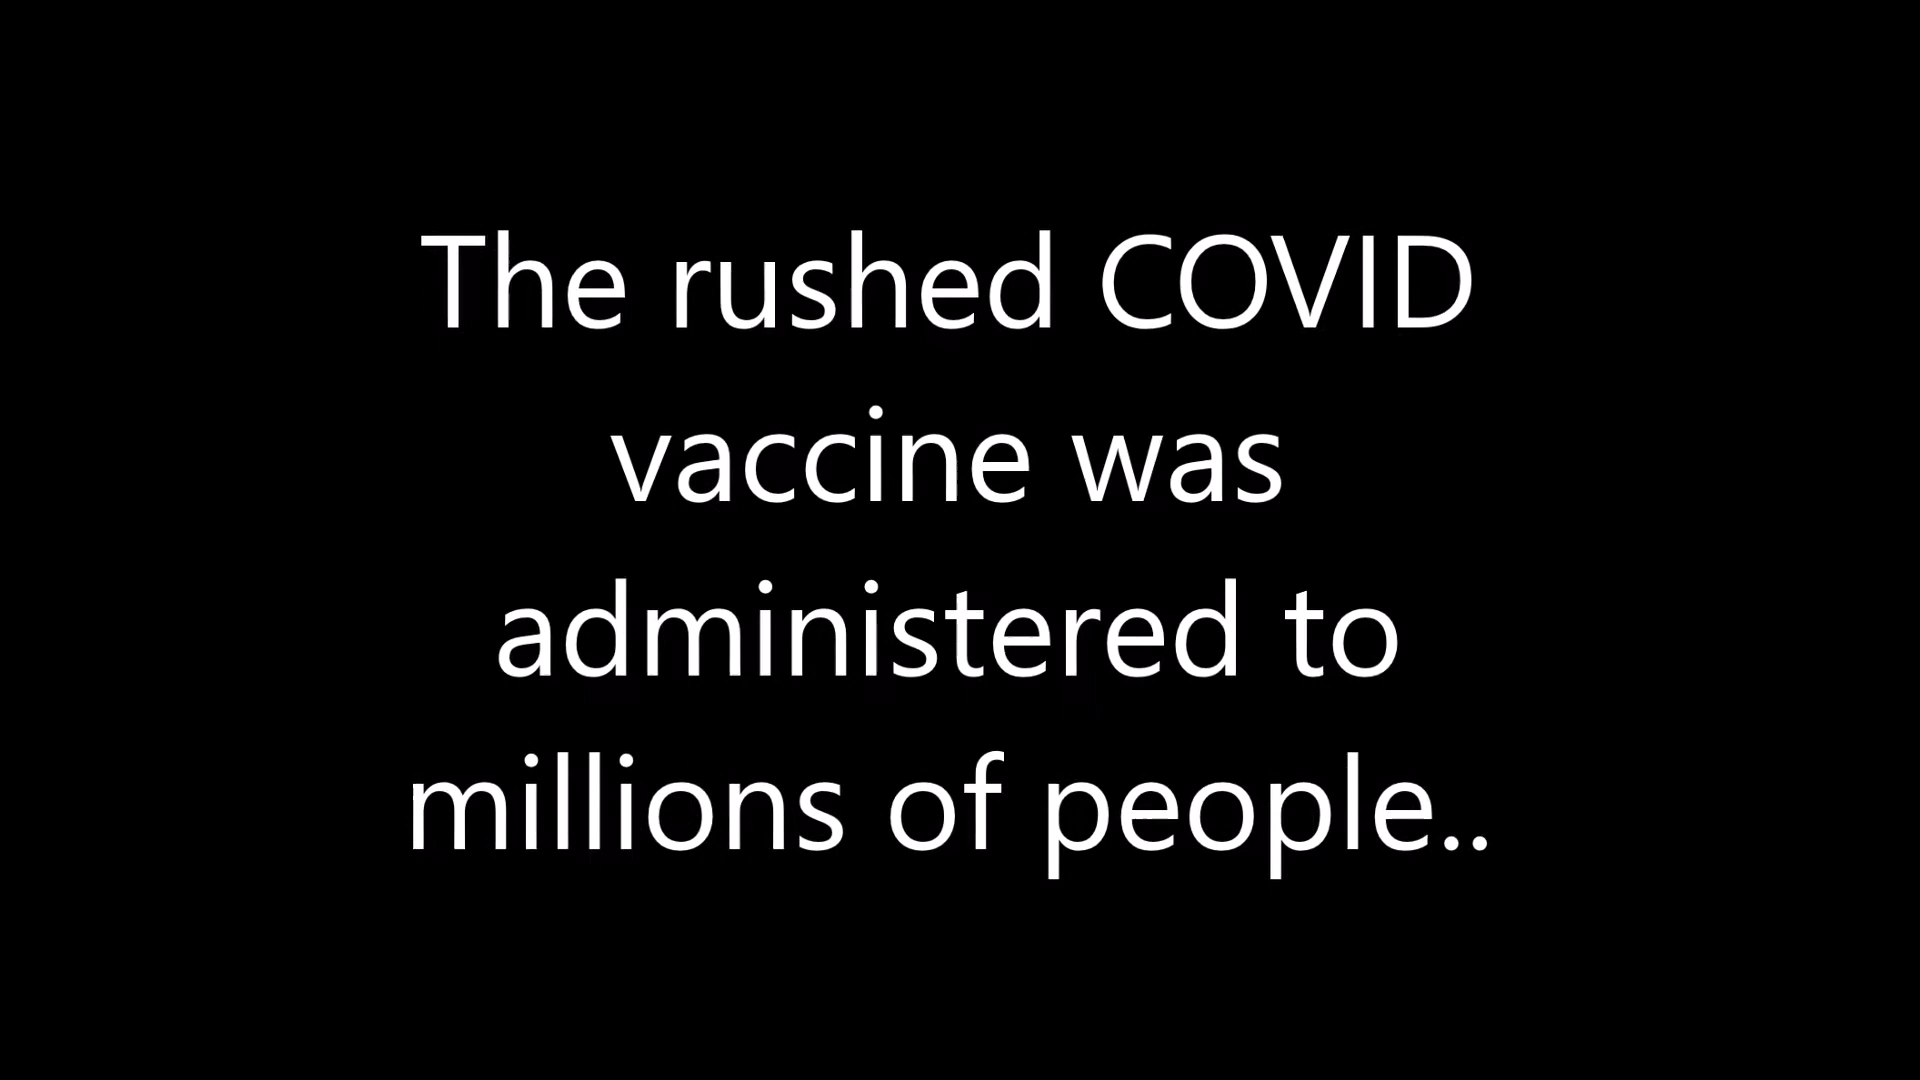 The rushed COVID
vaccine was
administered to
millions of people..